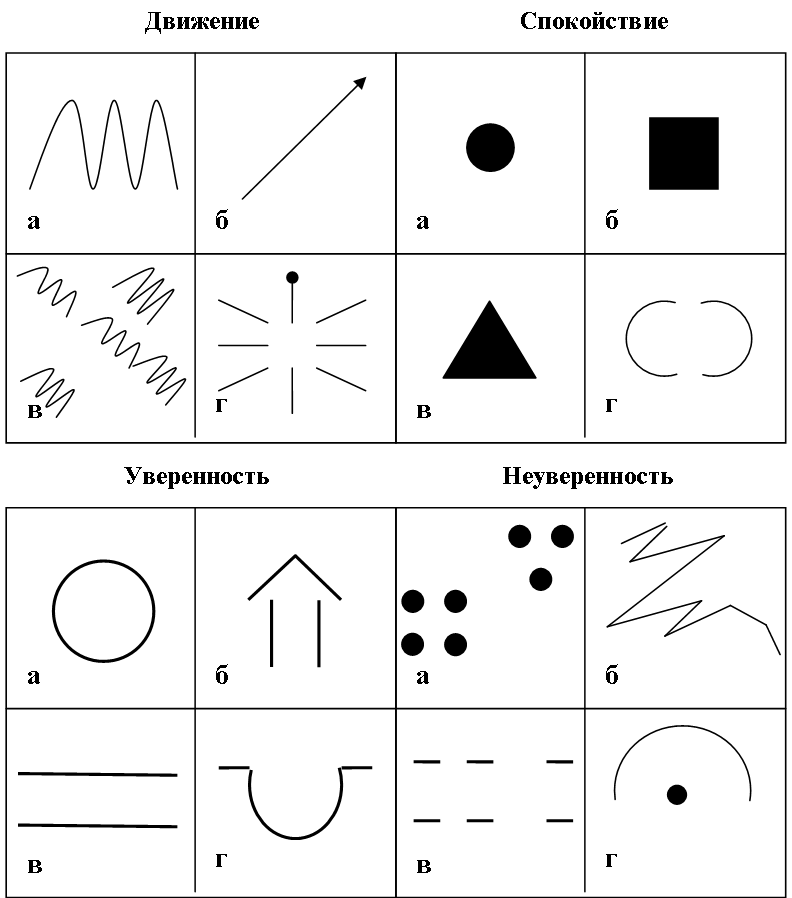 Движение Спокойствие
а б а б
в г в г
Уверенность Неуверенность
а б а б
в г в г